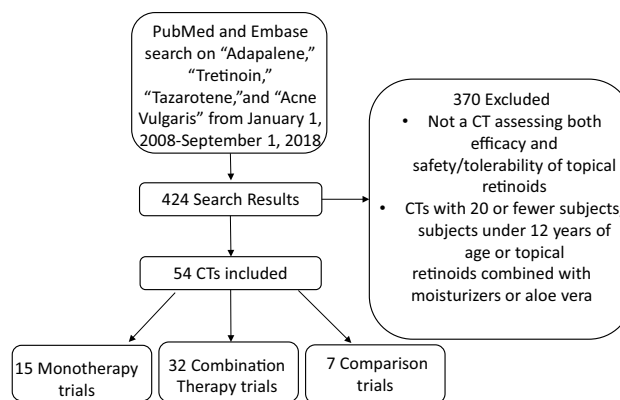 PubMed and Embase
search on “Adapalene,”
“Tretinoin,”
“Tazarotene,”and “Acne
Vulgaris” from January 1,
2008-September 1, 2018
424 Search Results
370 Excluded
• Not a CT assessing both
efficacy and
safety/tolerability of topical
retinoids
• CTs with 20 or fewer subjects,
subjects under 12 years of
age or topical
retinoids combined with
moisturizers or aloe vera
54 CTs included
15 Monotherapy
trials
32 Combination
Therapy trials
7 Comparison
trials